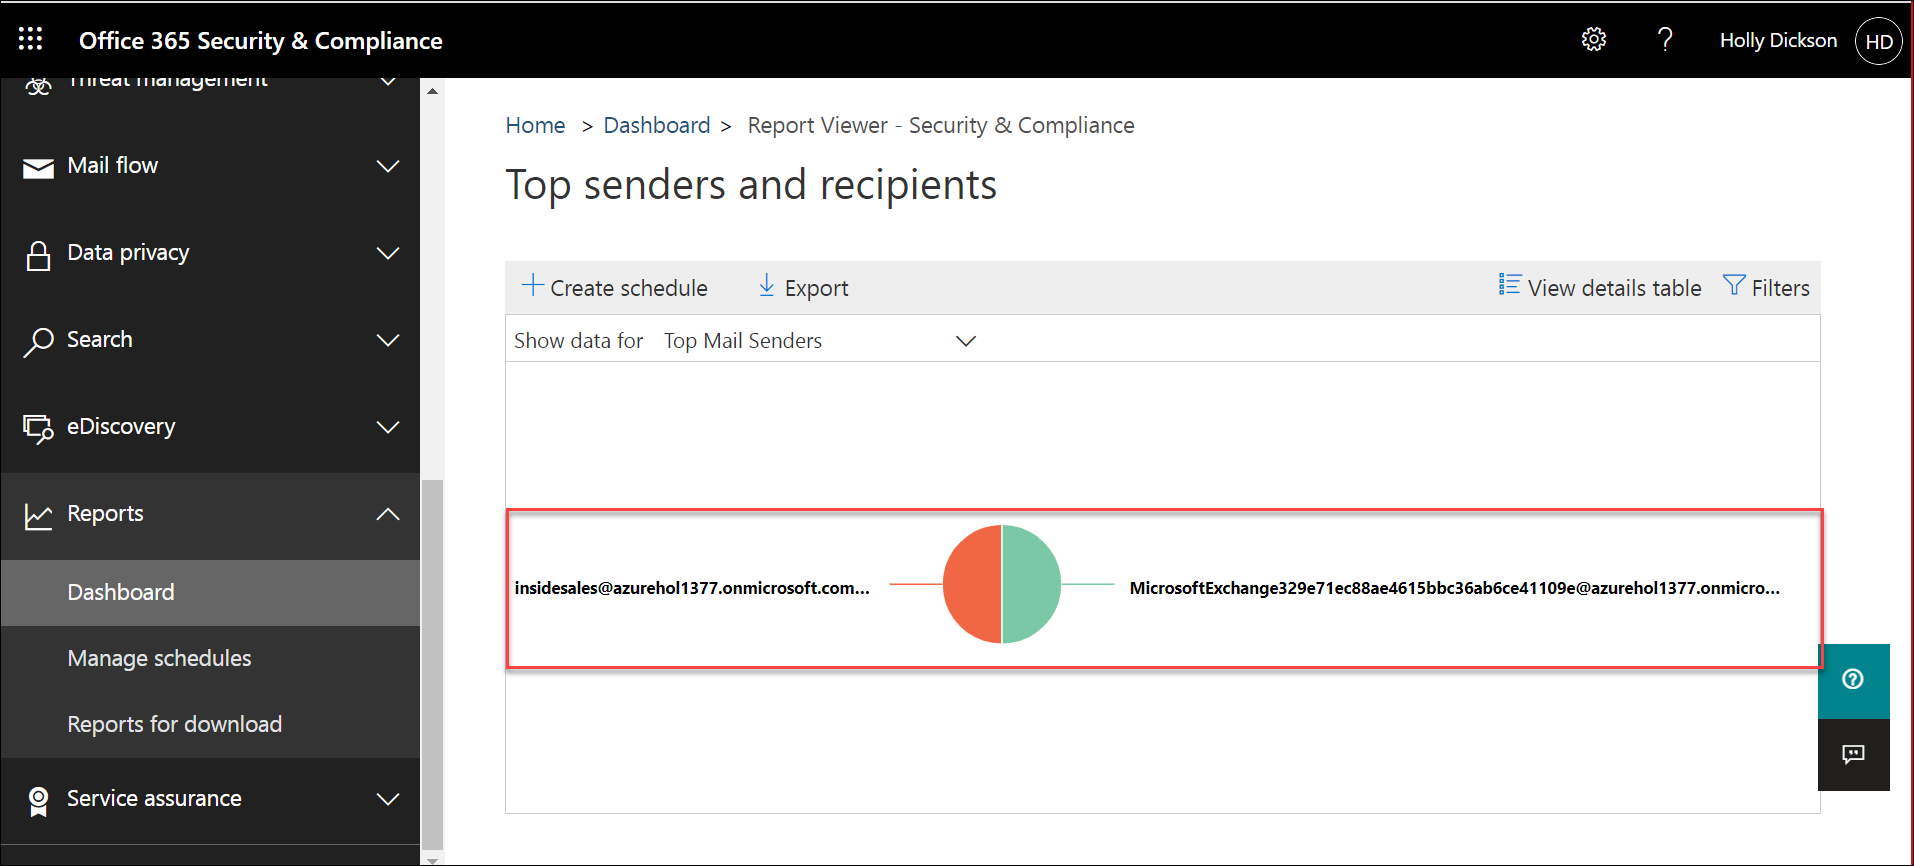 Office 365 Security & Compliance
Holly Dickson
HD
Threat management
Mail flow
Data privacy
Search
eDiscovery
Reports
Dashboard
Manage schedules
Reports for download
Service assurance
Home > Dashboard > Report Viewer - Security & Compliance
Top senders and recipients
Create schedule
Export
View details table
Filters
Show data for Top Mail Senders
insidesales@azurehol1377.onmicrosoft.com...
MicrosoftExchange329e71ec88ae4615bbc36ab6ce41109e@azurehol1377.onmicro...